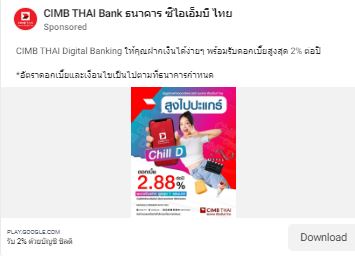 CIMB THAI Bank ธนาคาร ซีไอเอ็มบี ไทย
Sponsored
CIMB THAI Digital Banking ให้คุณฝากเงินได้ง่ายๆ พร้อมรับดอกเบี้ยสูงสุด 2% ต่อปี
*อัตราดอกเบี้ยและเงื่อนไขเป็นไปตามที่ธนาคารกำหนด
สูงไปปะแกร์
Chill D
ดอกเบี้ย
2.88%
ต่อปี
CIMB THAI
PLAY.GOOGLE.COM
รับ 2% ด้วยบัญชี ชิลดี
Download